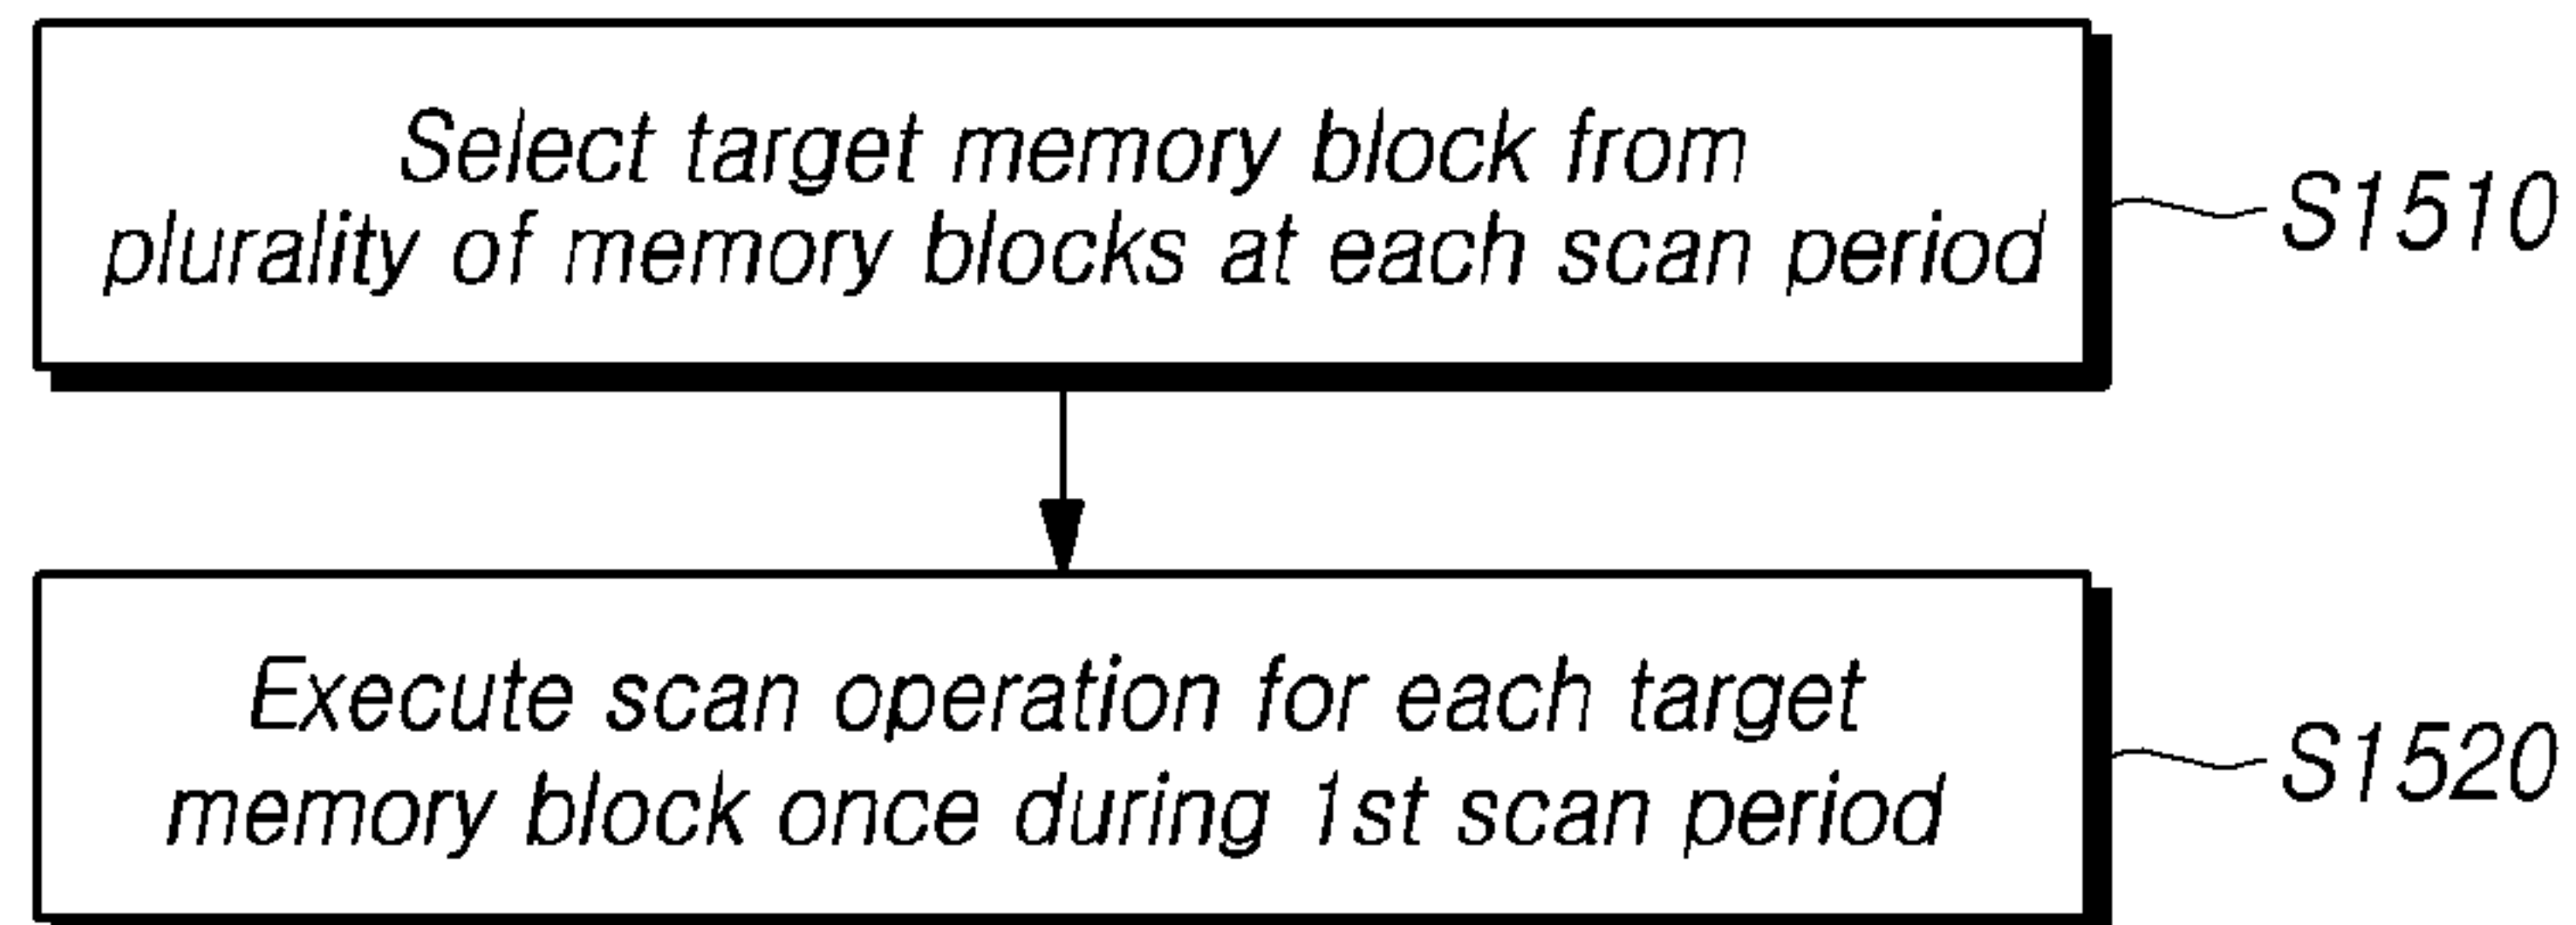 Select target memory block from
plurality of memory blocks at each scan period
S1510
Execute scan operation for each target
memory block once during 1st scan period
S1520